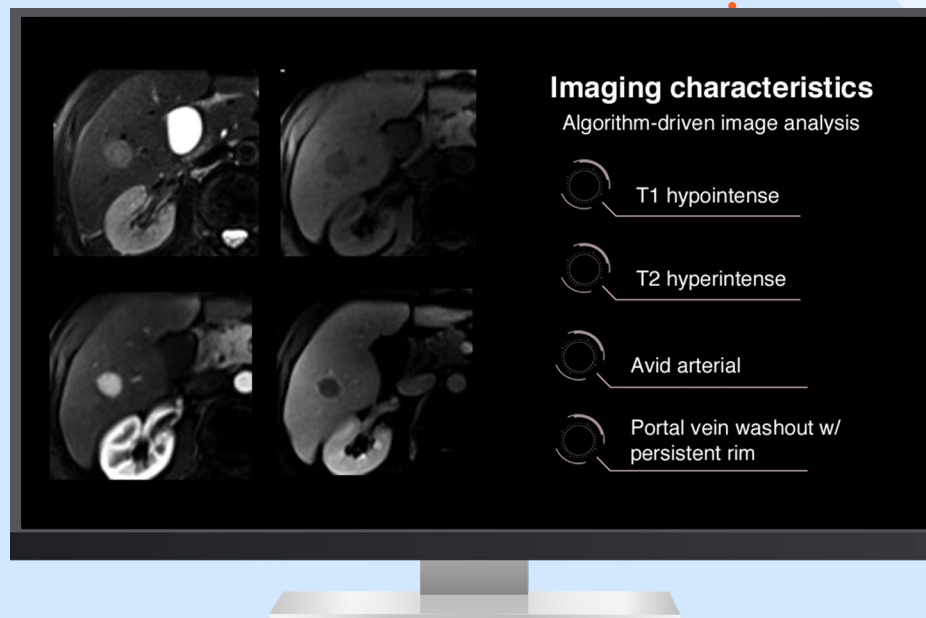 Imaging characteristics
Algorithm-driven image analysis
T1 hypointense
T2 hyperintense
Avid arterial
Portal vein washout w/
persistent rim